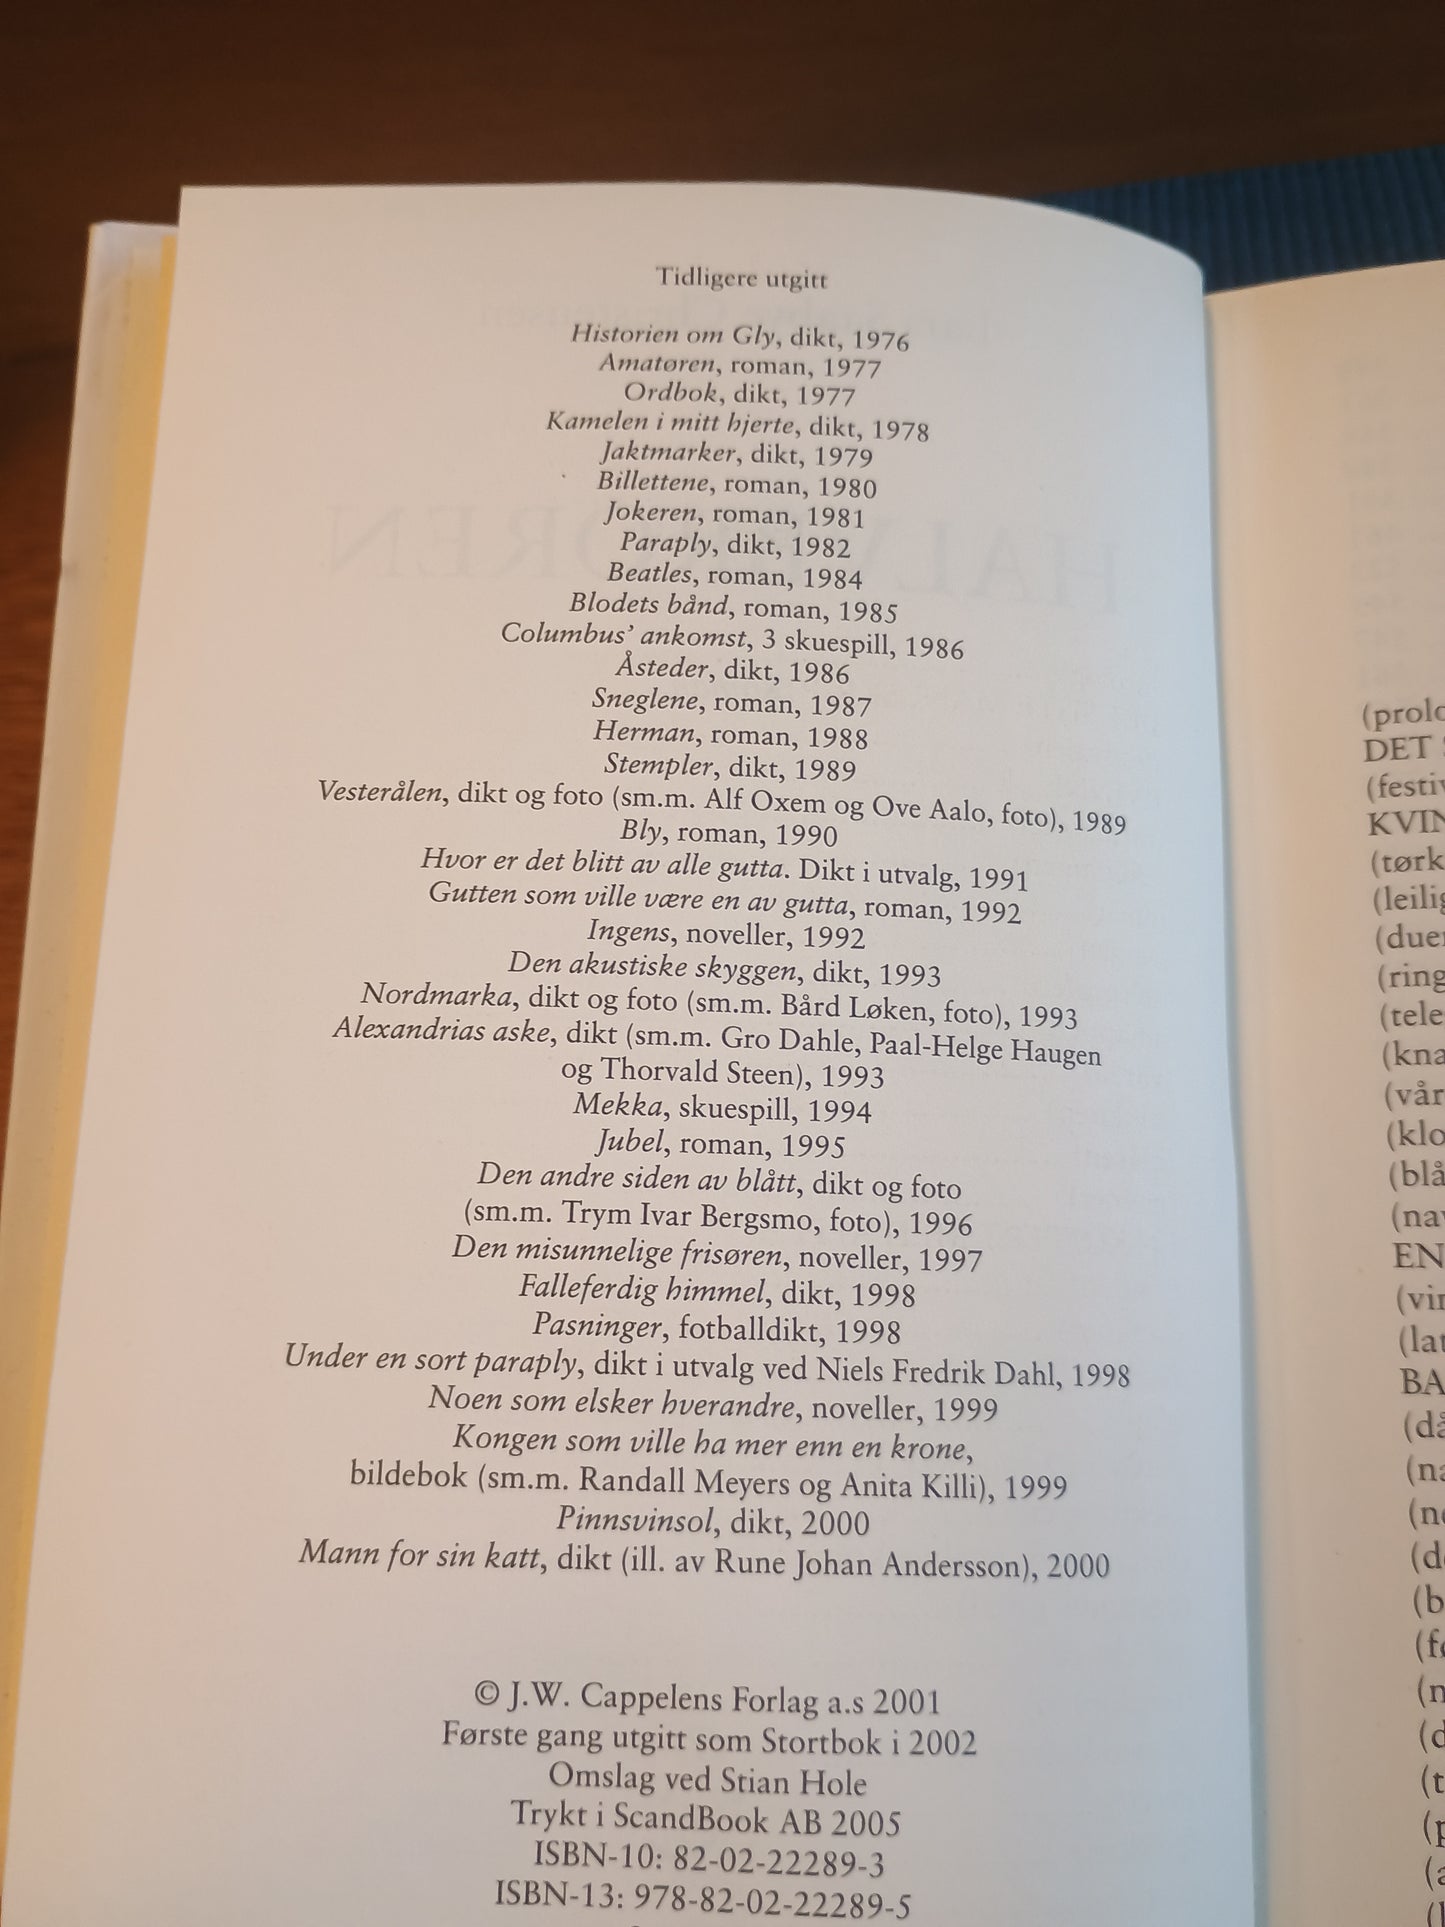 Tidligere utgitt
Historien om Gly, dikt, 1976
Amatøren, roman, 1977
Ordbok, dikt, 1977
Kamelen i mitt hjerte, dikt, 1978
Jaktmarker, dikt, 1979
Billettene, roman, 1980
Jokeren, roman, 1981
Paraply, dikt, 1982
Beatles, roman, 1984
Blodets bånd, roman, 1985
Columbus’ ankomst, 3 skuespill, 1986
Åsteder, dikt, 1986
Sneglene, roman, 1987
Herman, roman, 1988
Stempler, dikt, 1989
Vesterålen, dikt og foto (sm.m. Alf Oxem og Ove Aalo, foto), 1989
Bly, roman, 1990
Hvor er det blitt av alle gutta. Dikt i utvalg, 1991
Gutten som ville være en av gutta, roman, 1992
Ingens, noveller, 1992
Den akustiske skyggen, dikt, 1993
Nordmarka, dikt og foto (sm.m. Bård Løken, foto), 1993
Alexandrias aske, dikt (sm.m. Gro Dahle, Paal-Helge Haugen
og Thorvald Steen), 1993
Mekka, skuespill, 1994
Jubel, roman, 1995
Den andre siden av blått, dikt og foto
(sm.m. Trym Ivar Bergsmo, foto), 1996
Den misunnelige frisøren, noveller, 1997
Falleferdig himmel, dikt, 1998
Pasninger, fotballdikt, 1998
Under en sort paraply, dikt i utvalg ved Niels Fredrik Dahl, 1998
Noen som elsker hverandre, noveller, 1999
Kongen som ville ha mer enn en krone,
bildebok (sm.m. Randall Meyers og Anita Killi), 1999
Pinnsvinsol, dikt, 2000
Mann for sin katt, dikt (ill. av Rune Johan Andersson), 2000
© J.W. Cappelens Forlag a.s 2001
Første gang utgitt som Stortbok i 2002
Omslag ved Stian Hole
Trykt i ScandBook AB 2005
ISBN-10: 82-02-22289-3
ISBN-13: 978-82-02-22289-5
DET